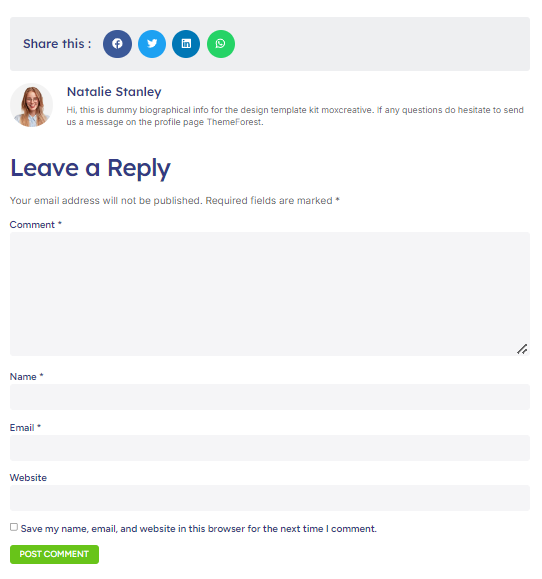 Share this :
Natalie Stanley
Hi, this is dummy biographical info for the design template kit moxcreative. If any questions do hesitate to send
us a message on the profile page ThemeForest.
Leave a Reply
Your email address will not be published. Required fields are marked *
Comment *
Name *
Email *
Website
Save my name, email, and website in this browser for the next time I comment.
POST COMMENT